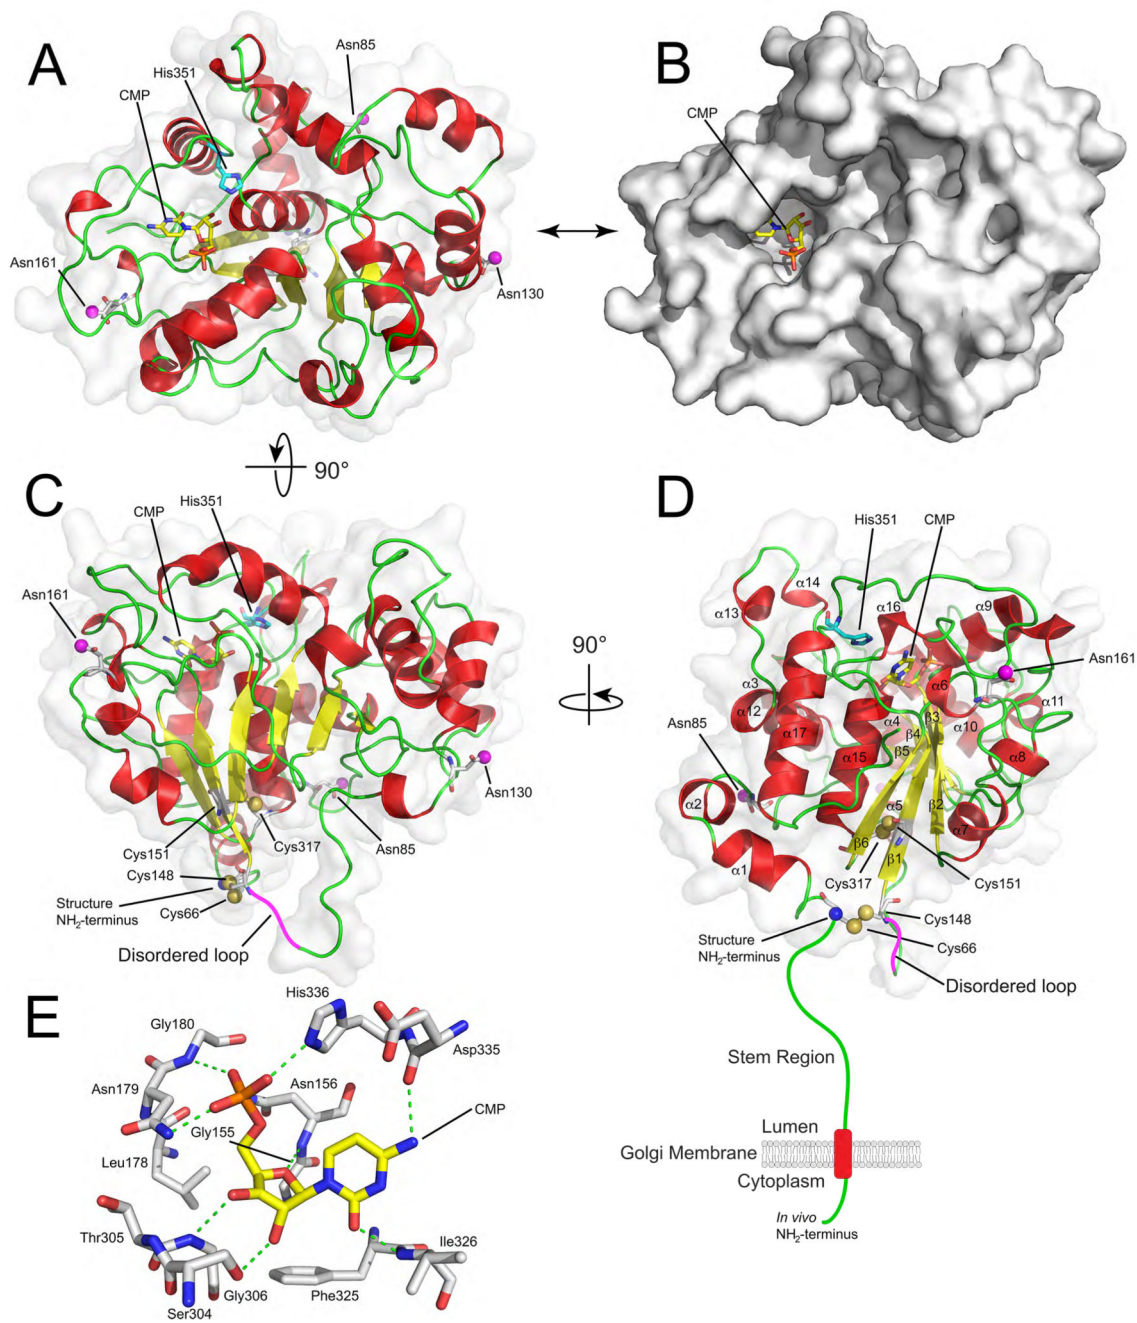 A
Asn85
His351
CMP
Asn161
Asn130
B
CMP
90°
C
His351
CMP
Asn161
Asn130
Asn85
Cys317
Cys151
Cys148
Structure
NH2-terminus
Cys66
Disordered loop
90°
D
His351
CMP
α14
α13
α16
α9
Asn161
α3
α6
α12
α4
β3
α11
Asn85
α17
β4
α10
β5
α15
α8
α2
α5
β2
α7
β6
α1
β1
Cys317
Cys151
Cys148
Structure
NH2-terminus
Cys66
Disordered loop
Stem Region
Lumen
Golgi Membrane
Cytoplasm
In vivo
NH2-terminus
E
His336
Gly180
Asp335
Asn179
Asn156
CMP
Gly155
Leu178
Thr305
Ile326
Gly306
Phe325
Ser304